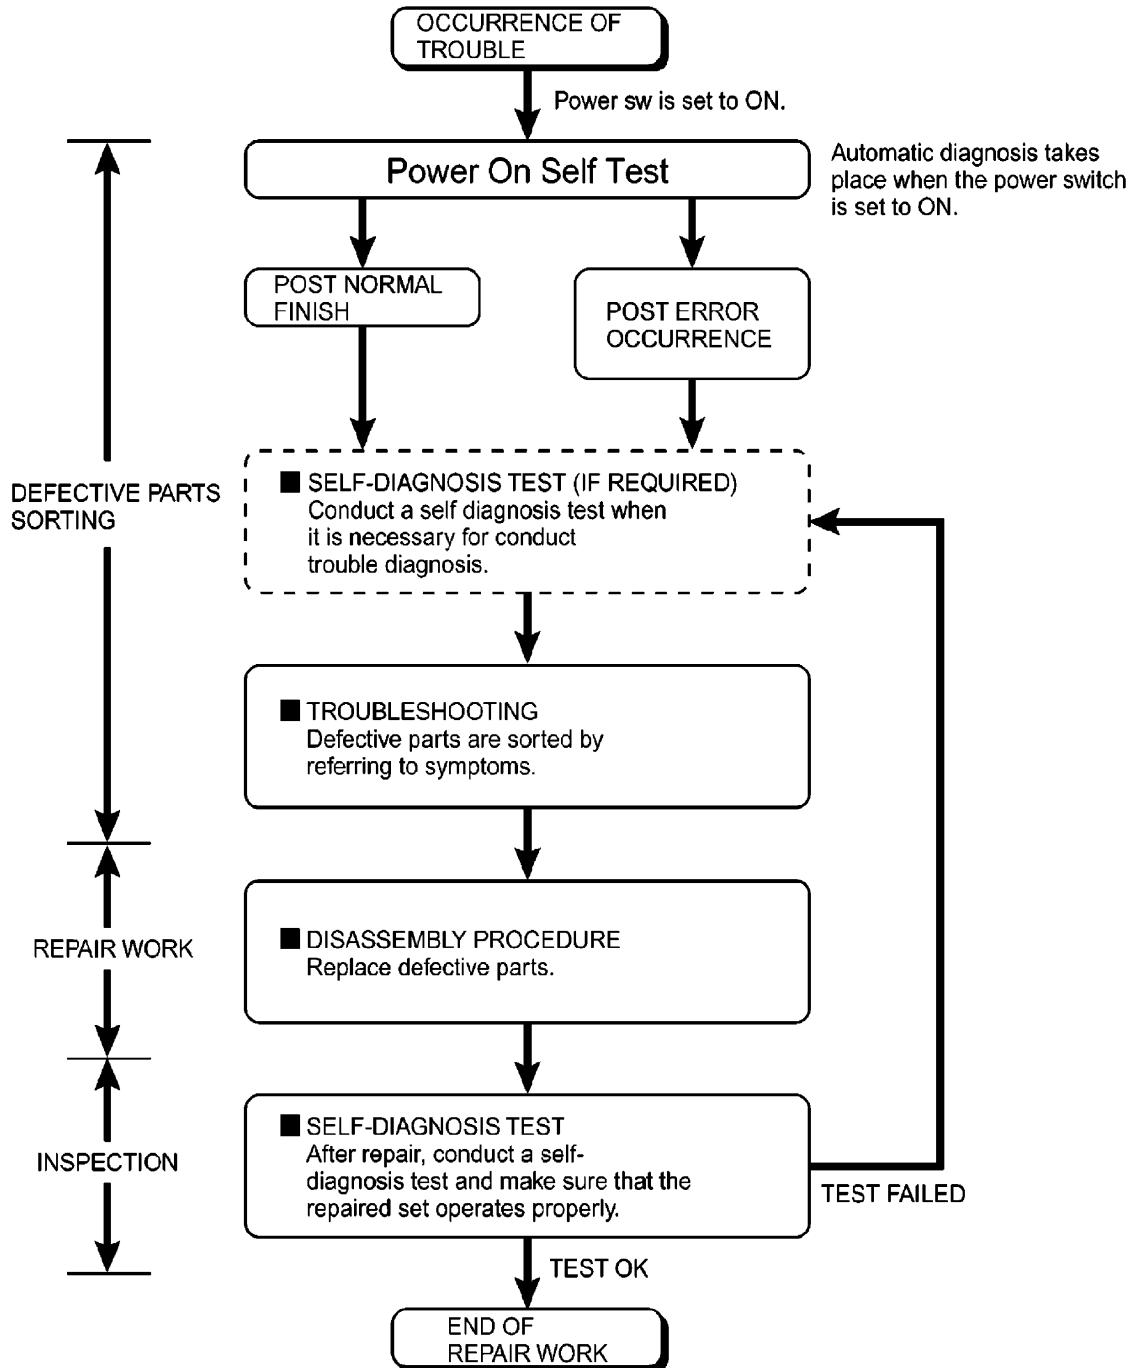 OCCURRENCE OF
TROUBLE
Power sw is set to ON.
Power On Self Test
Automatic diagnosis takes
place when the power switch
is set to ON.
POST NORMAL
FINISH
POST ERROR
OCCURRENCE
DEFECTIVE PARTS
SORTING
■ SELF-DIAGNOSIS TEST (IF REQUIRED)
Conduct a self diagnosis test when
it is necessary for conduct
trouble diagnosis.
■ TROUBLESHOOTING
Defective parts are sorted by
referring to symptoms.
REPAIR WORK
■ DISASSEMBLY PROCEDURE
Replace defective parts.
INSPECTION
■ SELF-DIAGNOSIS TEST
After repair, conduct a self-
diagnosis test and make sure that the
repaired set operates properly.
TEST FAILED
TEST OK
END OF
REPAIR WORK